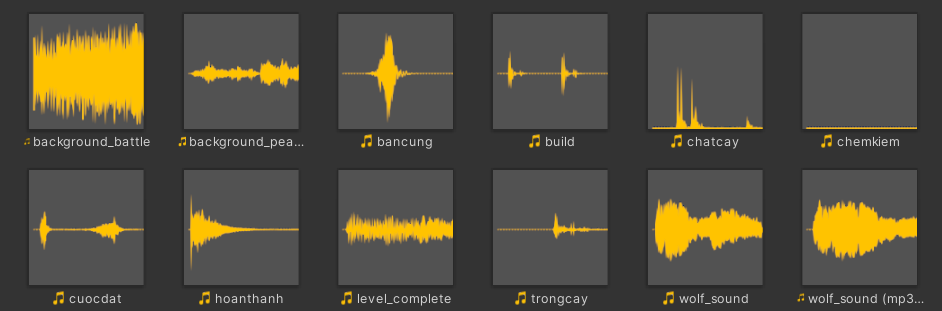 background_battle
background_pea...
bancung
build
chatcay
chemkiem
cuocdat
hoanthanh
level_complete
trongcay
wolf_sound
wolf_sound (mp3...